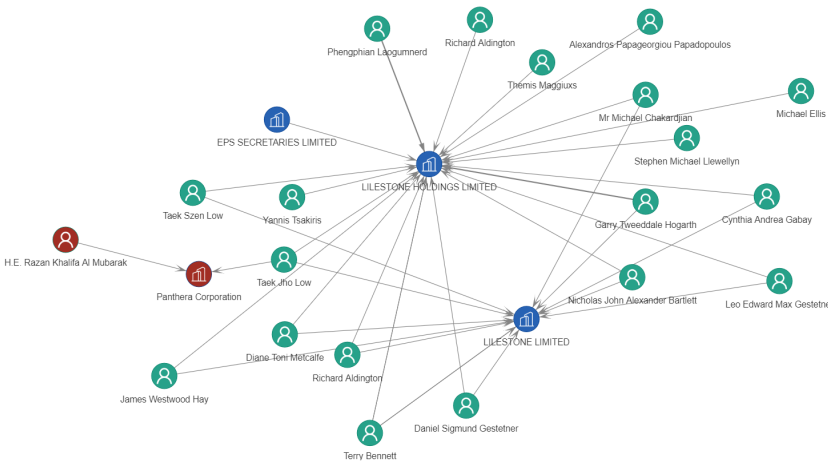 Phengphian Laogumnerd
Richard Aldington
Alexandros Papageorgiou Papadopoulos
Themis Maggiuxs
Michael Ellis
Mr Michael Chakardjian
EPS SECRETARIES LIMITED
Stephen Michael Llewellyn
LILESTONE HOLDINGS LIMITED
Taek Szen Low
Yannis Tsakiris
Garry Tweeddale Hogarth
Cynthia Andrea Gabay
H.E. Razan Khalifa Al Mubarak
Taek Jho Low
Panthera Corporation
Nicholas John Alexander Bartlett
Leo Edward Max Gestetne
LILESTONE LIMITED
Diane Toni Metcalfe
Richard Aldington
James Westwood Hay
Daniel Sigmund Gestetner
Terry Bennett